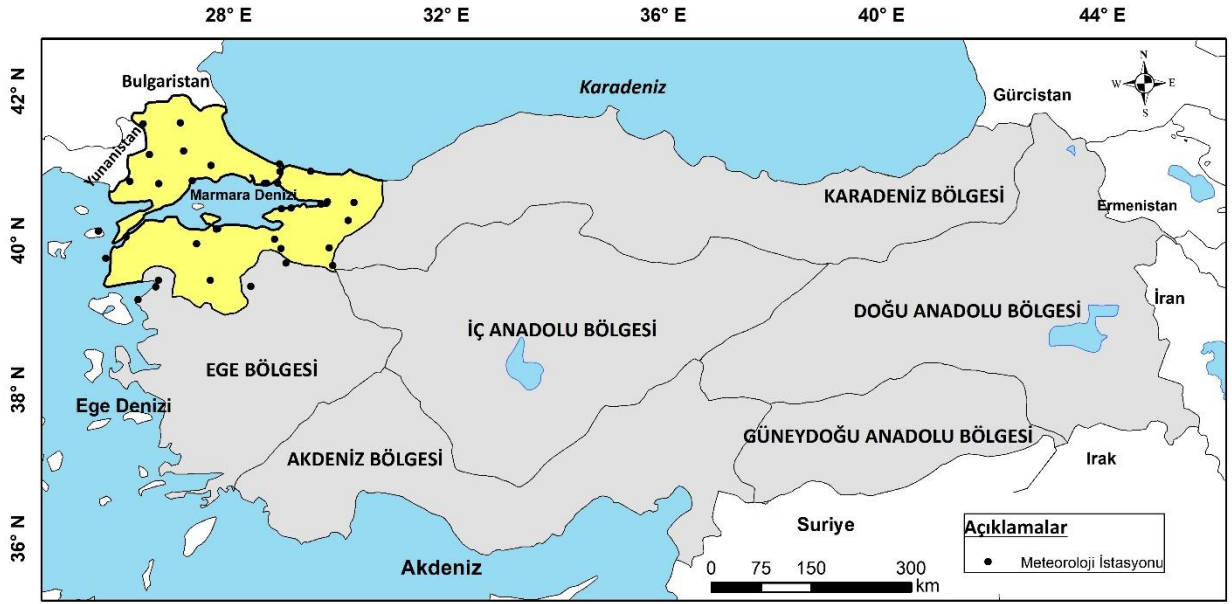 28° E
32° E
36° E
40° E
44° E
42° N
40° N
38° N
36° N
Bulgaristan
Karadeniz
Gürcistan
N
W
E
S
Yunanistan
Marmara Denizi
KARADENİZ BÖLGESİ
Ermenistan
DOĞU ANADOLU BÖLGESİ
İran
İÇ ANADOLU BÖLGESİ
EGE BÖLGESİ
Ege Denizi
GÜNEYDOĞU ANADOLU BÖLGESİ
AKDENİZ BÖLGESİ
Irak
Suriye
Akdeniz
Açıklamalar
Meteoroloji İstasyonu
0 75 150 300
km